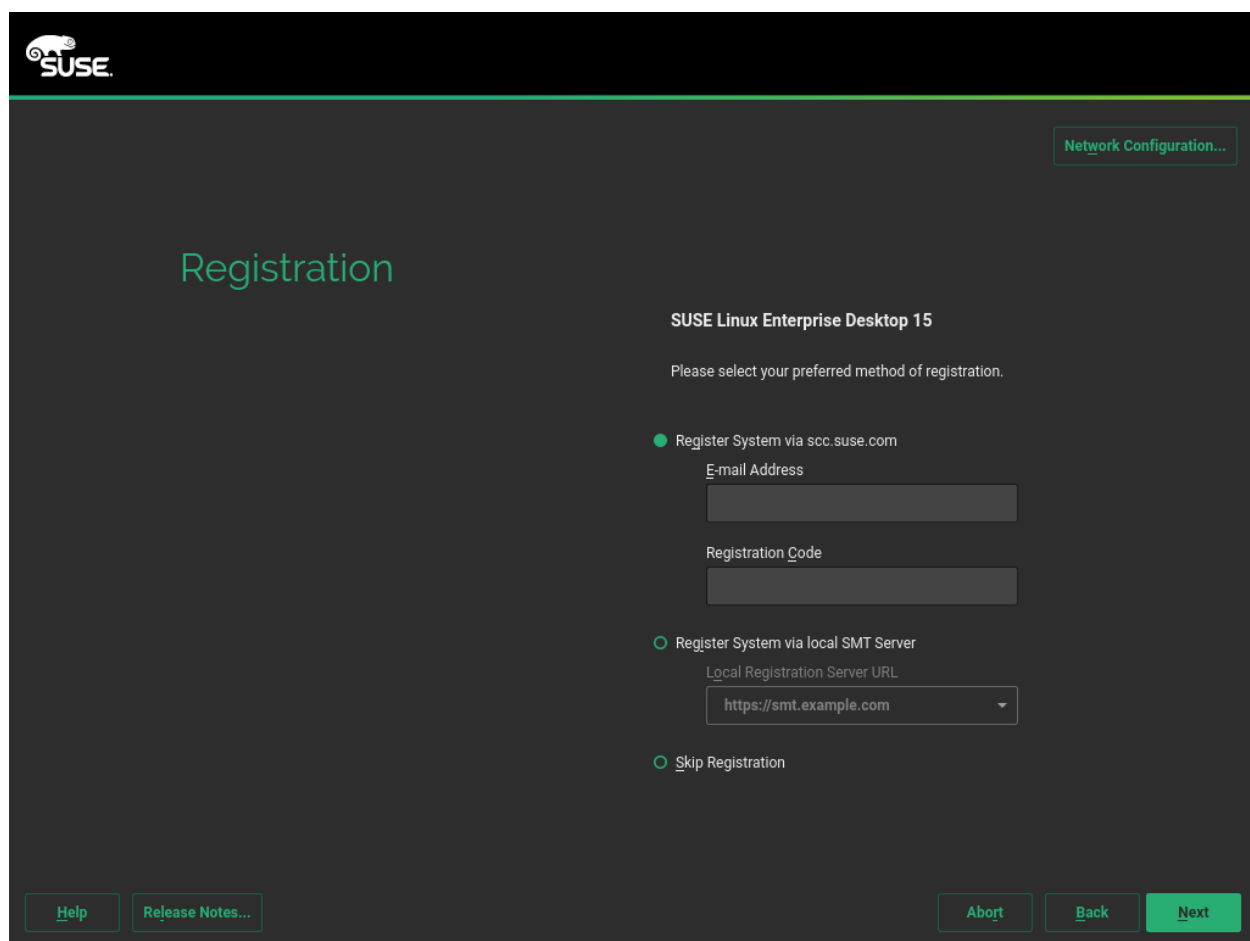 SUSE.
Network Configuration...
Registration
SUSE Linux Enterprise Desktop 15
Please select your preferred method of registration.
Register System via scc.suse.com
E-mail Address
Registration Code
Register System via local SMT Server
Local Registration Server URL
https://smt.example.com
Skip Registration
Help Release Notes... Abort Back Next